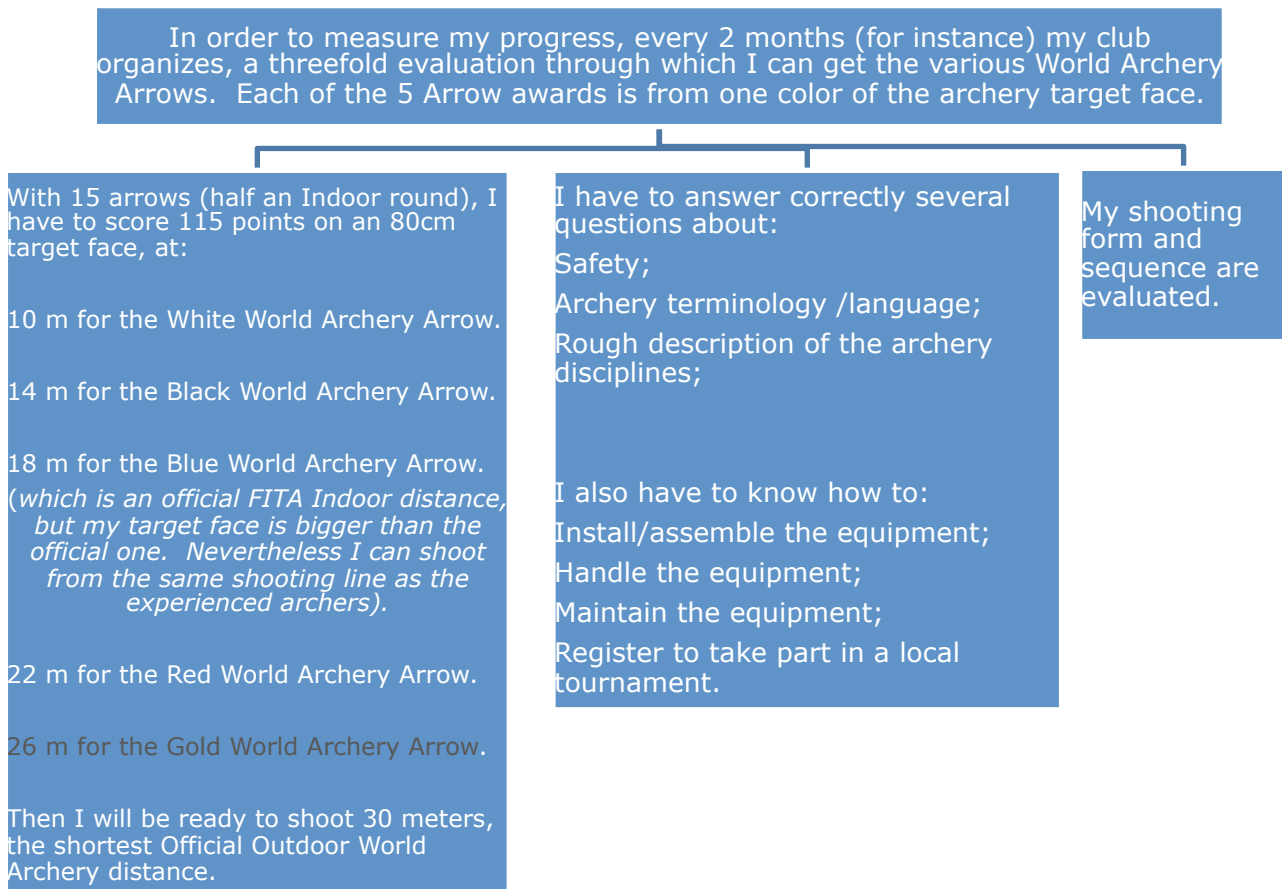 In order to measure my progress, every 2 months (for instance) my club
organizes, a threefold evaluation through which I can get the various World Archery
Arrows.  Each of the 5 Arrow awards is from one color of the archery target face.
With 15 arrows (half an Indoor round), I
have to score 115 points on an 80cm
target face, at:
10 m for the White World Archery Arrow.
14 m for the Black World Archery Arrow.
18 m for the Blue World Archery Arrow.
(which is an official FITA Indoor distance,
but my target face is bigger than the
official one.  Nevertheless I can shoot
from the same shooting line as the
experienced archers).
22 m for the Red World Archery Arrow.
26 m for the Gold World Archery Arrow.
Then I will be ready to shoot 30 meters,
the shortest Official Outdoor World
Archery distance.
I have to answer correctly several
questions about:
Safety;
Archery terminology /language;
Rough description of the archery
disciplines;
I also have to know how to:
Install/assemble the equipment;
Handle the equipment;
Maintain the equipment;
Register to take part in a local
tournament.
My shooting
form and
sequence are
evaluated.